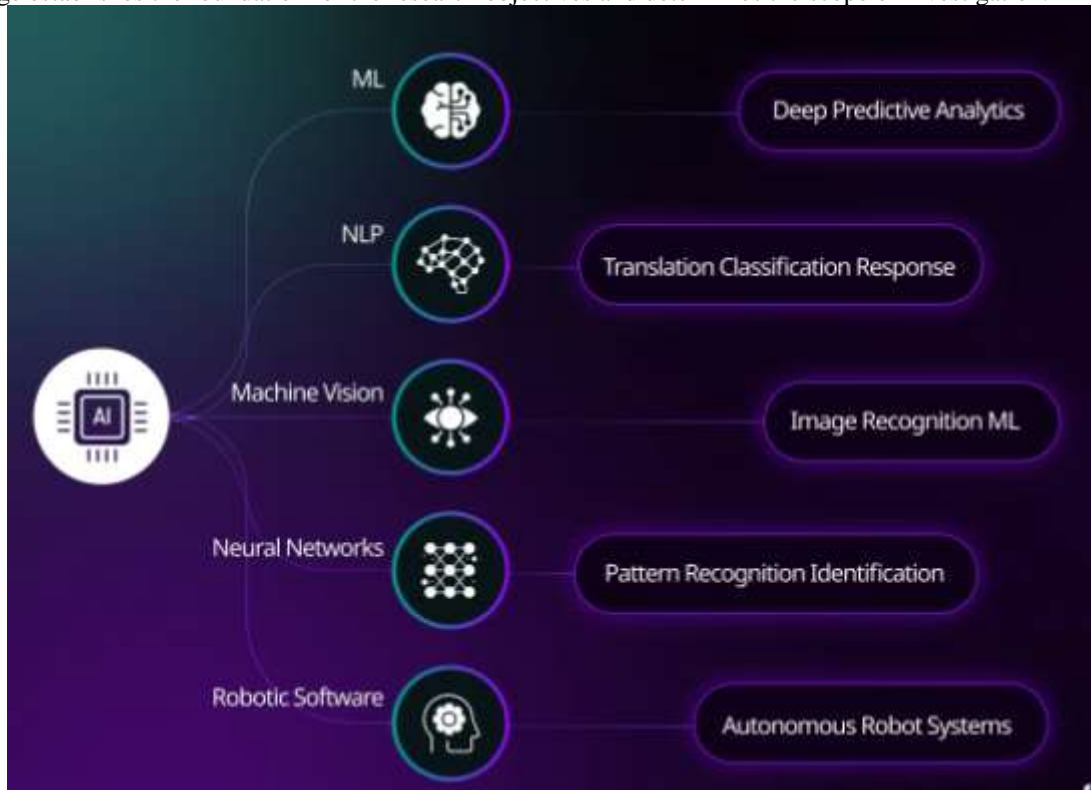 ML
Deep Predictive Analytics
NLP
Translation Classification Response
Machine Vision
AI
Image Recognition ML
Neural Networks
Pattern Recognition Identification
Robotic Software
Autonomous Robot Systems